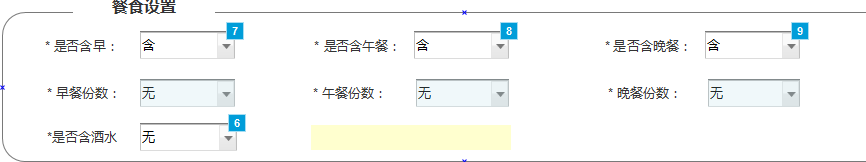 餐食设置
* 是否含早： 含 7 * 是否含午餐： 含 8 * 是否含晚餐： 含 9
* 早餐份数： 无 * 午餐份数： 无 * 晚餐份数： 无
*是否含酒水 无 6